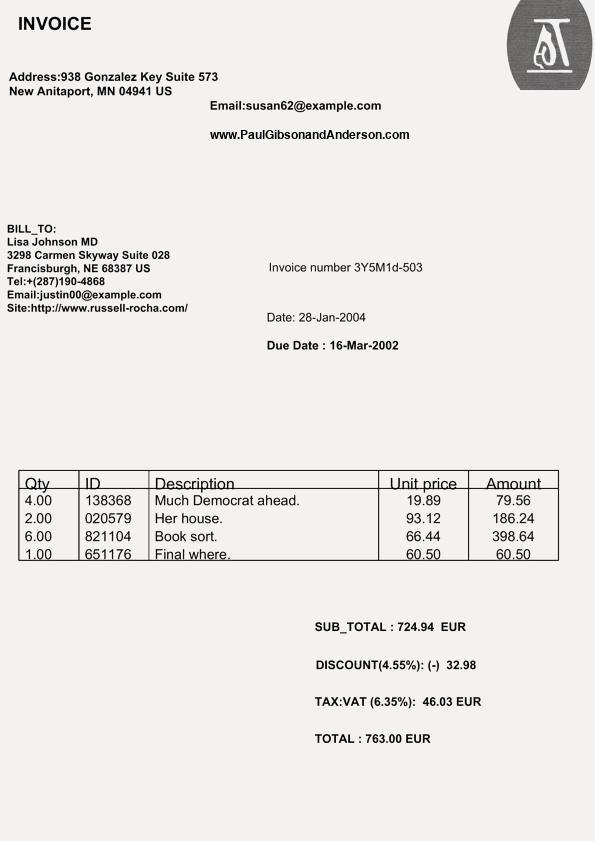 INVOICE
Address:938 Gonzalez Key Suite 573
New Anitaport, MN 04941 US
Email:susan62@example.com
www.PaulGibsonandAnderson.com
BILL_TO:
Lisa Johnson MD
3298 Carmen Skyway Suite 028
Francisburgh, NE 68387 US
Tel:+(287)190-4868
Email:justin00@example.com
Site:http://www.russell-rocha.com/
Invoice number 3Y5M1d-503
Date: 28-Jan-2004
Due Date : 16-Mar-2002
Qty ID Description Unit price Amount
4.00 138368 Much Democrat ahead. 19.89 79.56
2.00 020579 Her house. 93.12 186.24
6.00 821104 Book sort. 66.44 398.64
1.00 651176 Final where. 60.50 60.50
SUB_TOTAL : 724.94 EUR
DISCOUNT(4.55%): (-) 32.98
TAX:VAT (6.35%): 46.03 EUR
TOTAL : 763.00 EUR